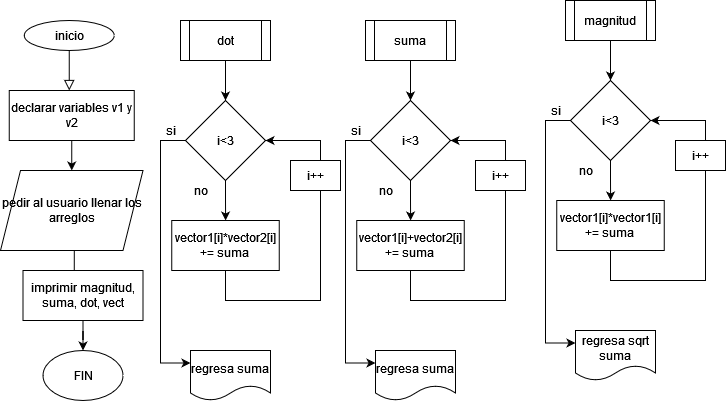 inicio
declarar variables v1 y
v2
pedir al usuario llenar los
arreglos
imprimir magnitud,
suma, dot, vect
FIN
dot
si
i<3
i++
no
vector1[i]*vector2[i]
+= suma
regresa suma
suma
si
i<3
i++
no
vector1[i]+vector2[i]
+= suma
regresa suma
magnitud
si
i<3
i++
no
vector1[i]*vector1[i]
+= suma
regresa sqrt
suma